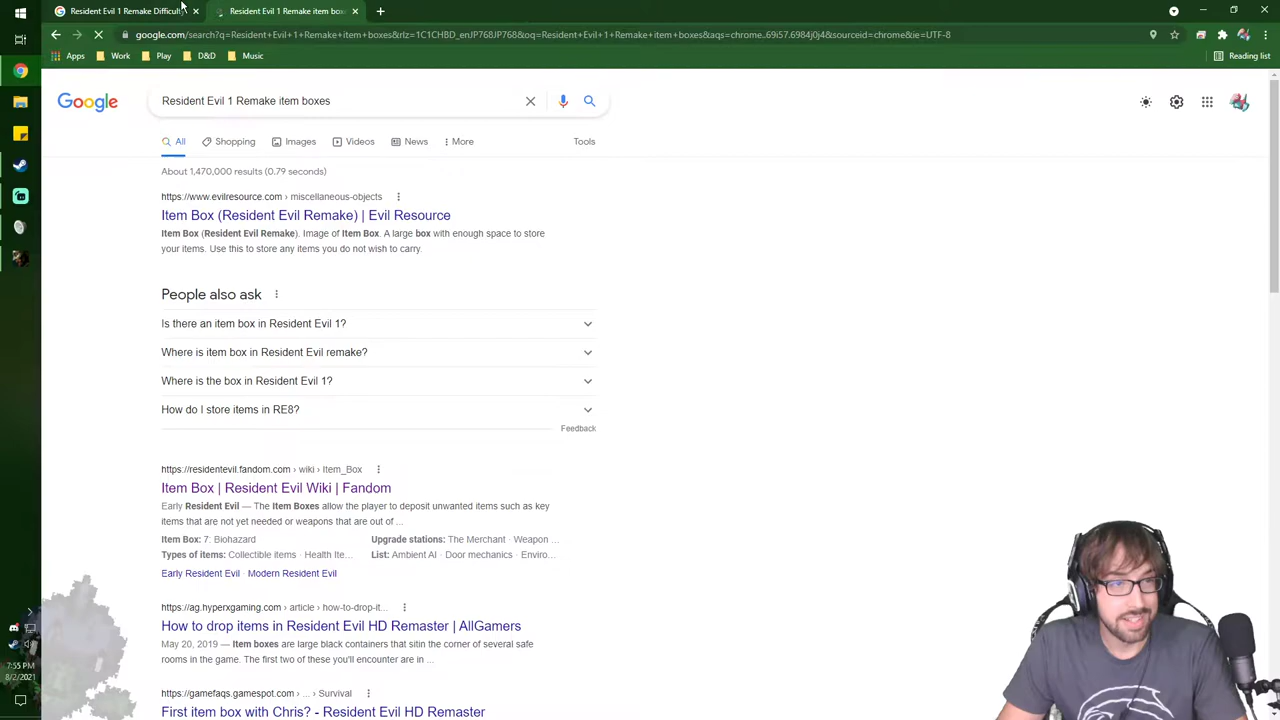 Resident Evil 1 Remake Difficulty
Resident Evil 1 Remake item boxes
google.com/search?q=Resident+Evil+1+Remake+item+boxes&rlz=1C1CHBD_enJP768JP768&oq=Resident+Evil+1+Remake+item+boxes&aqs=chrome..69i57.6984j0j4&sourceid=chrome&ie=UTF-8
Apps Work Play D&D Music Reading list
Google Resident Evil 1 Remake item boxes
All Shopping Images Videos News More Tools
About 1,470,000 results (0.79 seconds)
https://www.evilresource.com › miscellaneous-objects
Item Box (Resident Evil Remake) | Evil Resource
Item Box (Resident Evil Remake). Image of Item Box. A large box with enough space to store
your items. Use this to store any items you do not wish to carry.
People also ask
Is there an item box in Resident Evil 1?
Where is item box in Resident Evil remake?
Where is the box in Resident Evil 1?
How do I store items in RE8?
Feedback
https://residentevil.fandom.com › wiki › Item_Box
Item Box | Resident Evil Wiki | Fandom
Early Resident Evil — The Item Boxes allow the player to deposit unwanted items such as key
items that are not yet needed or weapons that are out of ...
Item Box: 7: Biohazard Upgrade stations: The Merchant · Weapon ...
Types of items: Collectible items · Health Ite... List: Ambient AI · Door mechanics · Enviro...
Early Resident Evil · Modern Resident Evil
https://ag.hyperxgaming.com › article › how-to-drop-it...
How to drop items in Resident Evil HD Remaster | AllGamers
May 20, 2019 — Item boxes are large black containers that sitin the corner of several safe
rooms in the game. The first two of these you'll encounter are in ...
7:55 PM
8/2/2021
https://gamefaqs.gamespot.com › ... › Survival
First item box with Chris? - Resident Evil HD Remaster